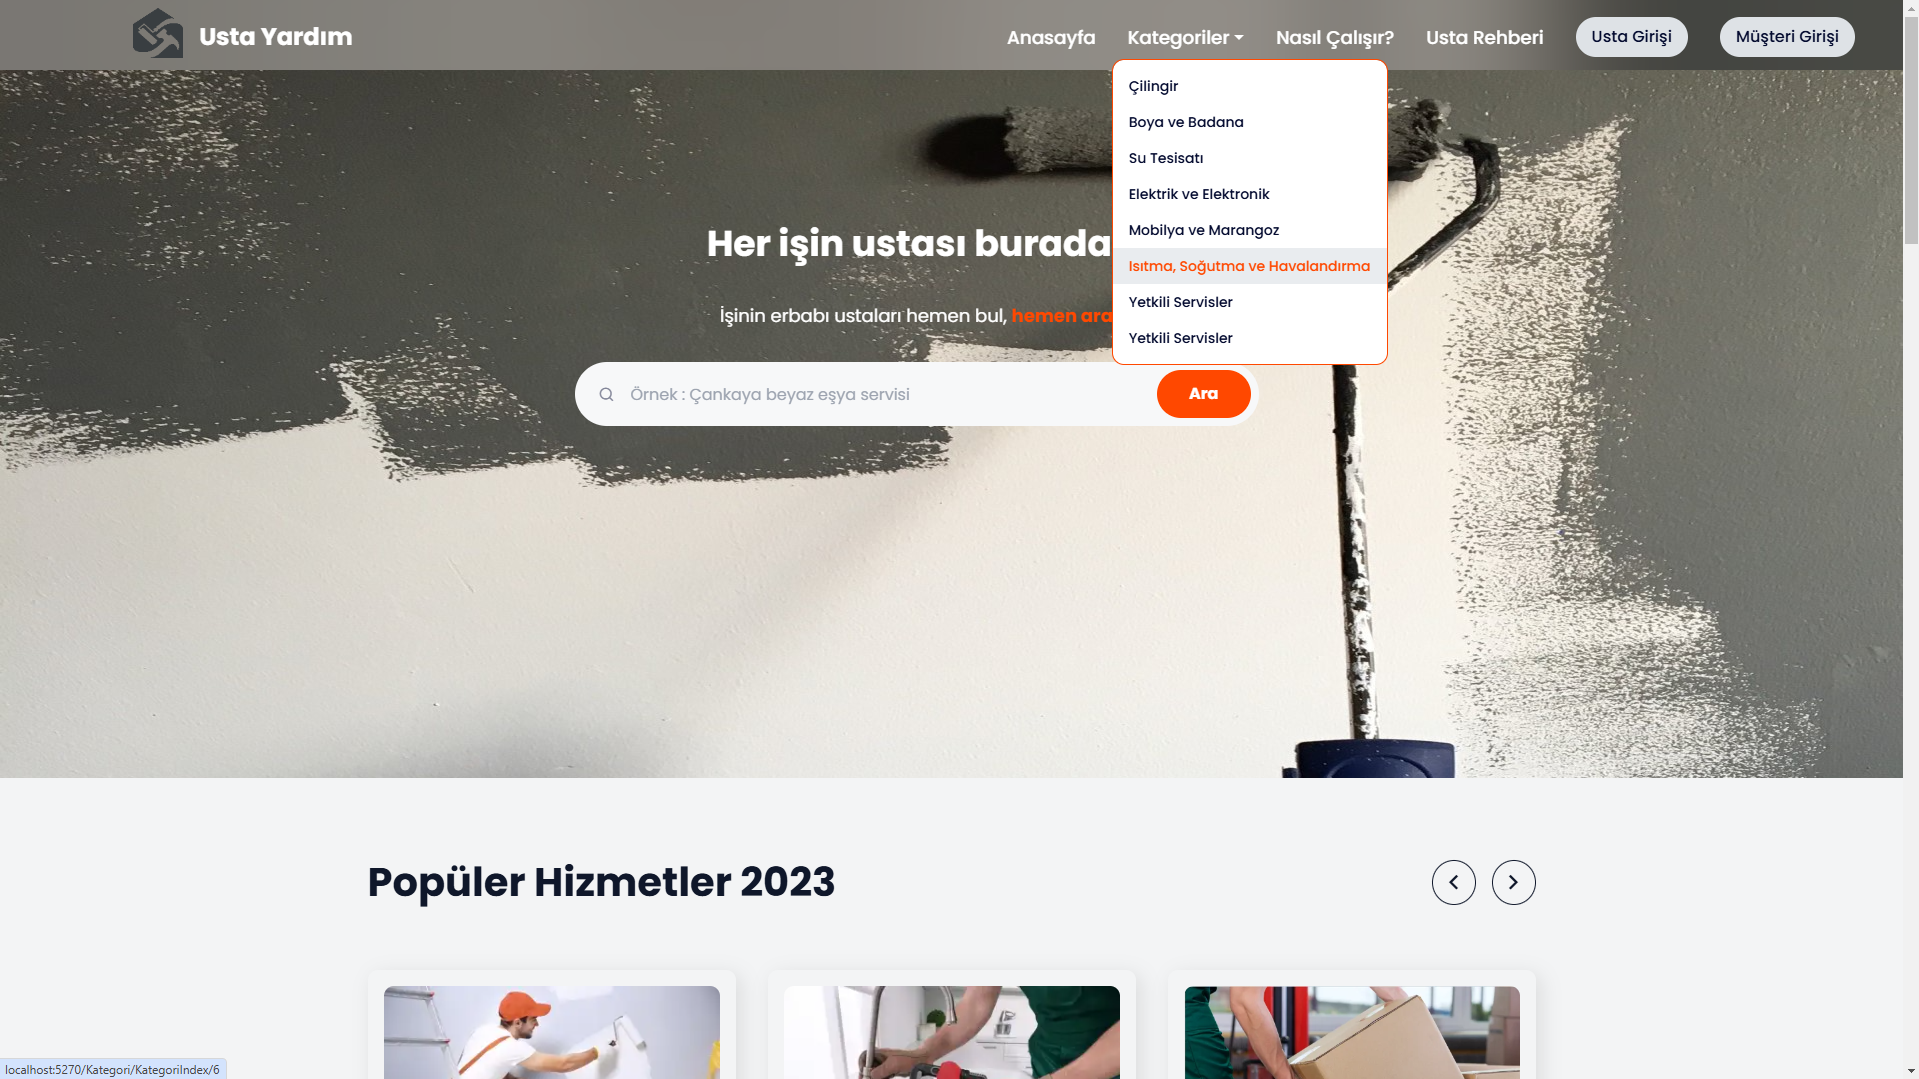 Usta Yardım
Anasayfa
Kategoriler
Nasıl Çalışır?
Usta Rehberi
Usta Girişi
Müşteri Girişi
Çilingir
Boya ve Badana
Su Tesisatı
Elektrik ve Elektronik
Mobilya ve Marangoz
Isıtma, Soğutma ve Havalandırma
Yetkili Servisler
Yetkili Servisler
Her işin ustası burada
İşinin erbabı ustaları hemen bul, hemen ara
Örnek : Çankaya beyaz eşya servisi
Ara
Popüler Hizmetler 2023
localhost:5270/Kategori/KategoriIndex/6